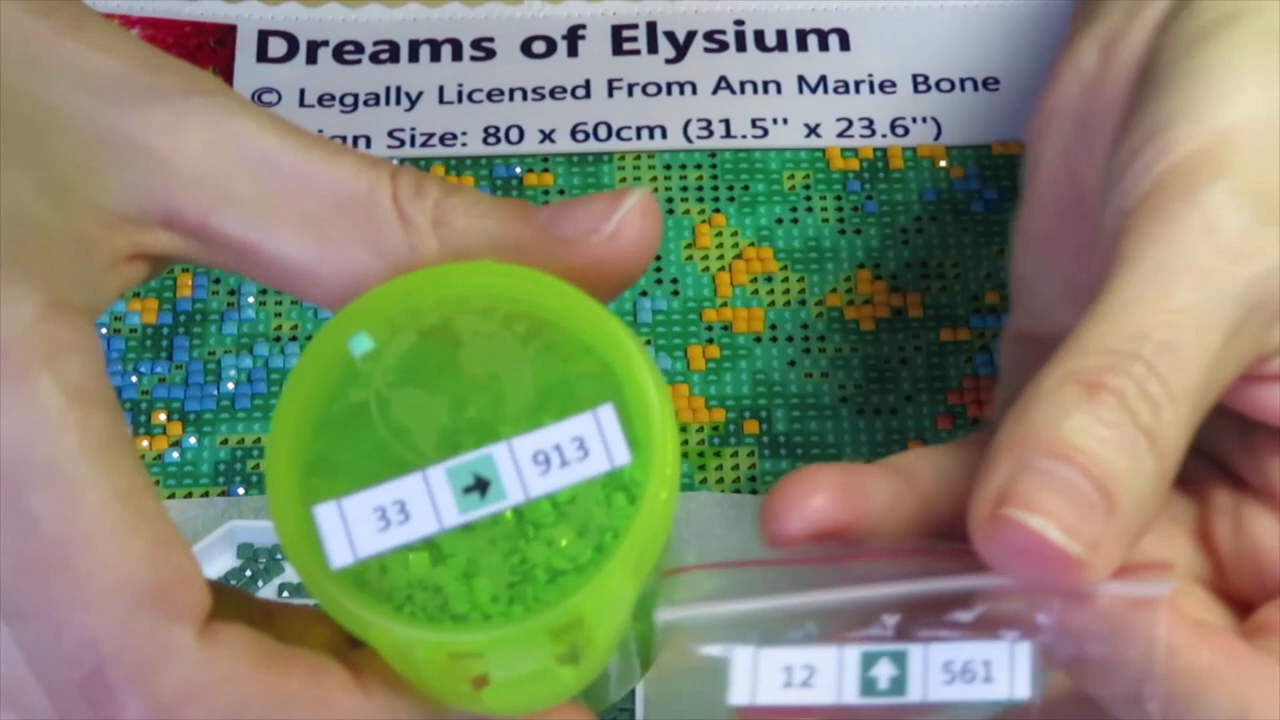 Dreams of Elysium
© Legally Licensed From Ann Marie Bone
Size: 80 x 60cm (31.5'' x 23.6'')
33 913
12 561